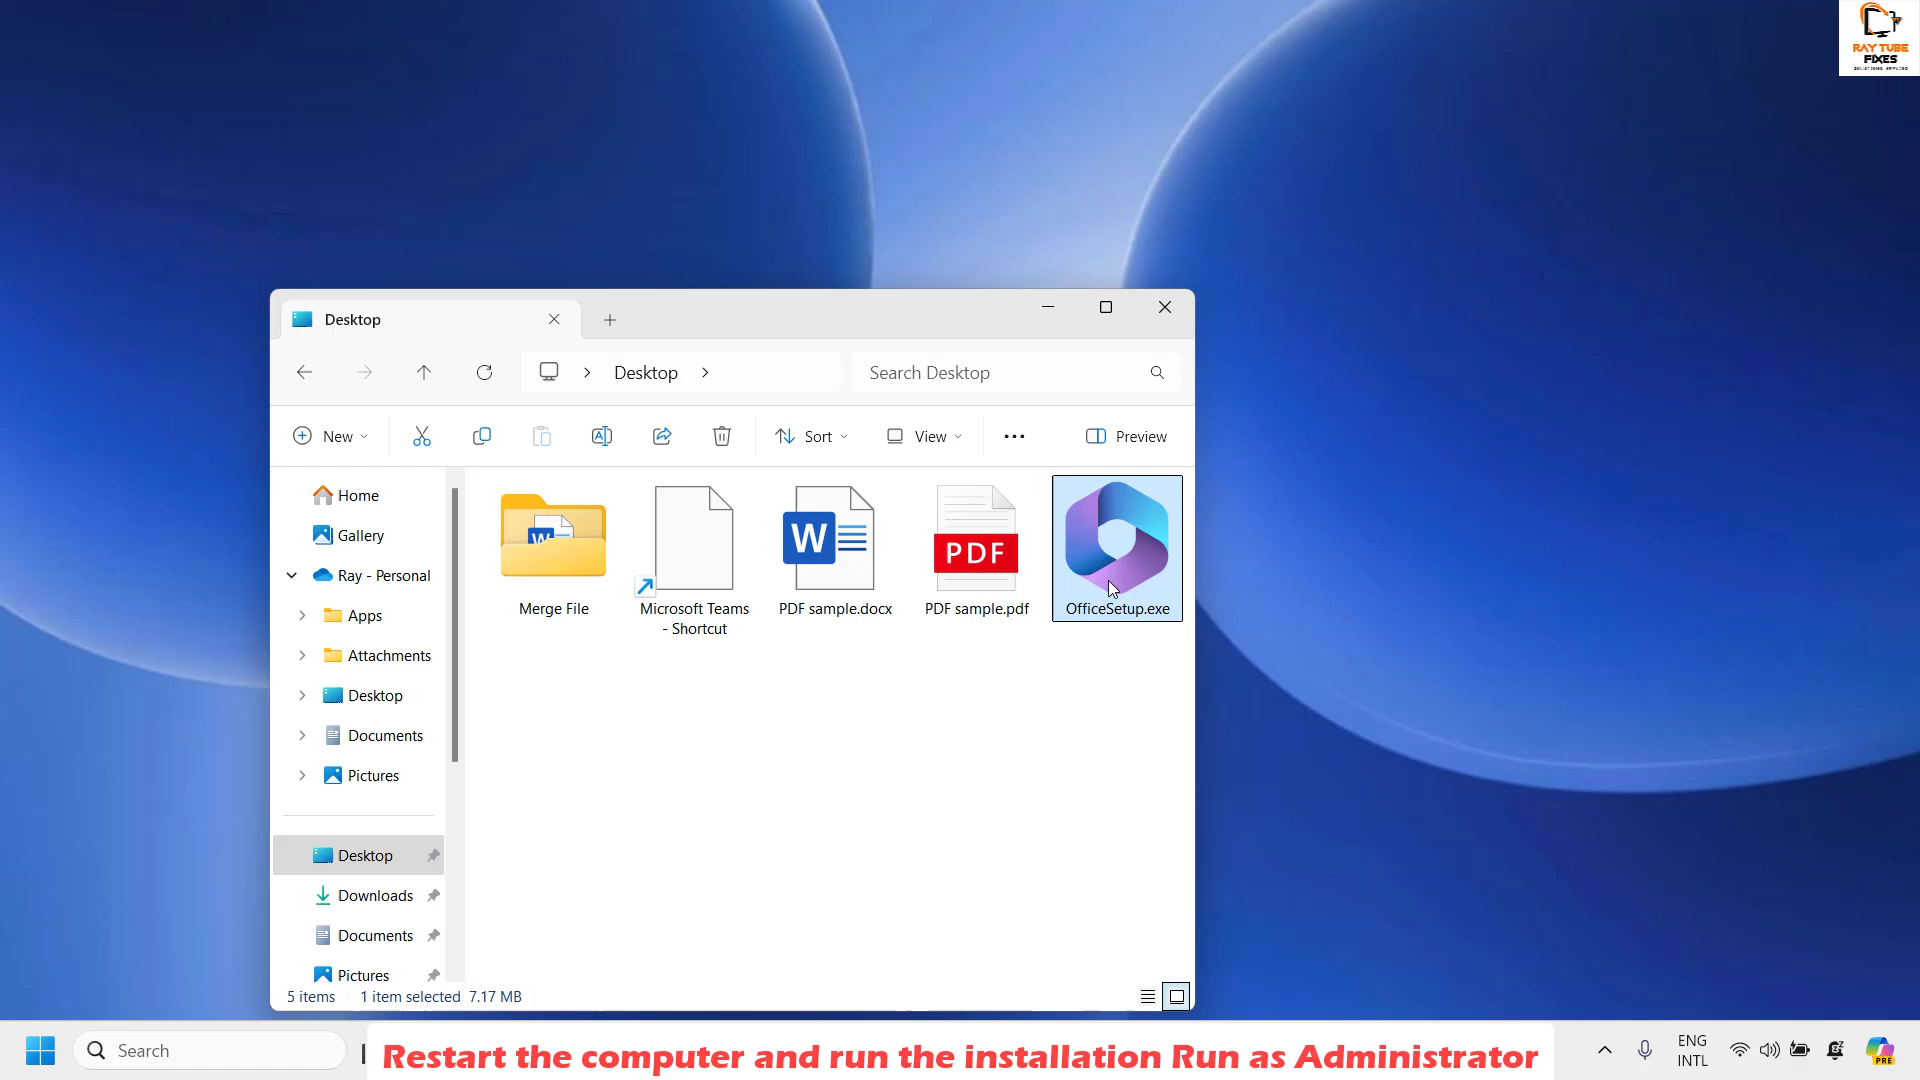 RAY TUBE
FIXES
SOLUTIONS APPLIED
Desktop
Desktop
Search Desktop
New
Sort
View
Preview
Home
Gallery
Ray - Personal
Apps
Attachments
Desktop
Documents
Pictures
Desktop
Downloads
Documents
Pictures
W
Merge File
Microsoft Teams
- Shortcut
W
PDF sample.docx
PDF
PDF sample.pdf
OfficeSetup.exe
5 items 1 item selected 7.17 MB
Search
Restart the computer and run the installation Run as Administrator
ENG
INTL
PRE